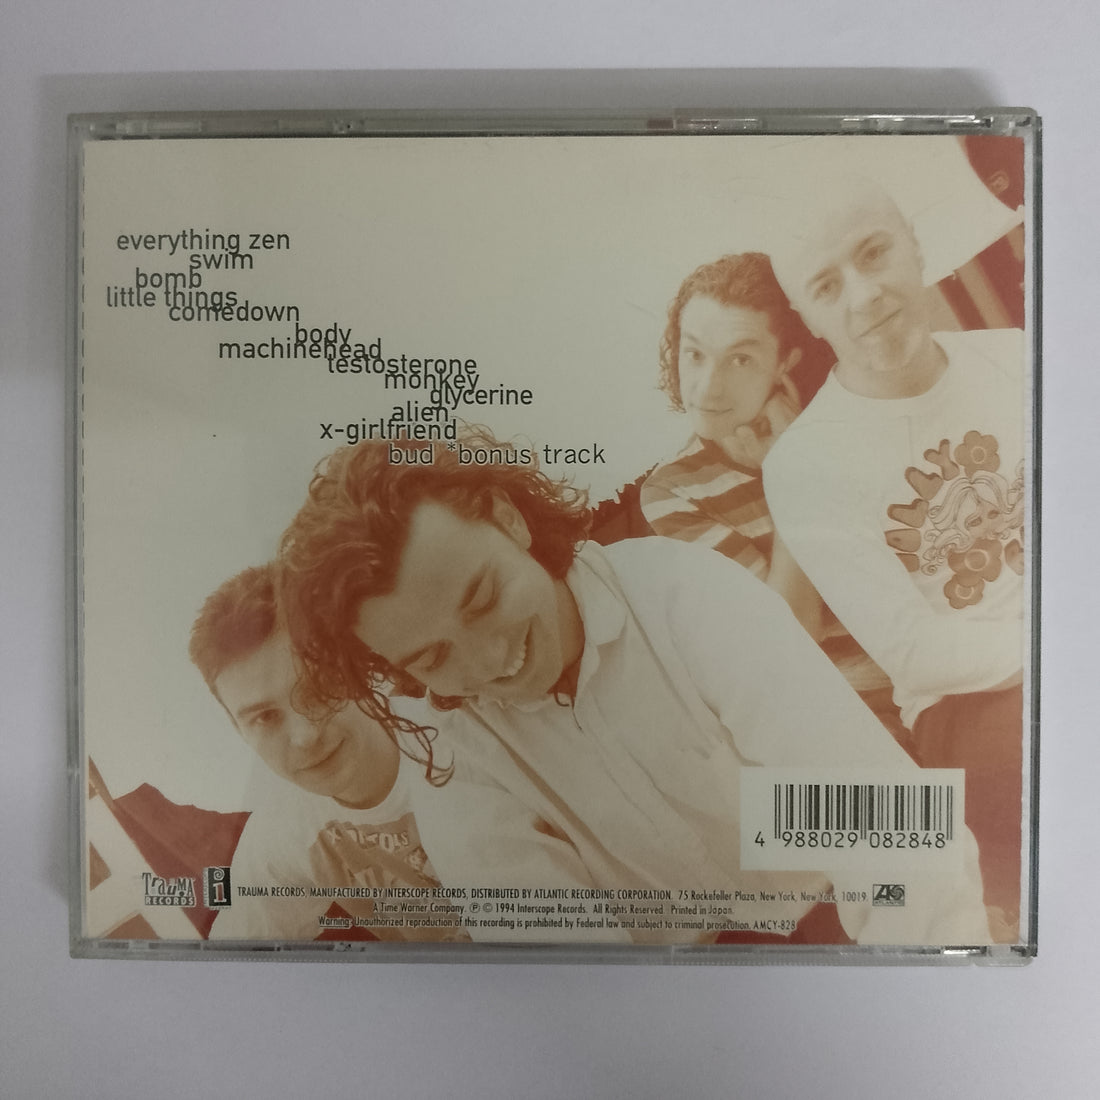 everything zen
swim
bomb
little things
comedown
body
machinehead
testosterone
monkey
glycerine
alien
x-girlfriend
bud *bonus track
4 988029 082848
TRAUMA RECORDS
i
TRAUMA RECORDS, MANUFACTURED BY INTERSCOPE RECORDS, DISTRIBUTED BY ATLANTIC RECORDING CORPORATION. 75 Rockefeller Plaza, New York, New York, 10019.
A Time Warner Company. ℗ © 1994 Interscope Records. All Rights Reserved. Printed in Japan.
Warning: Unauthorized reproduction of this recording is prohibited by Federal law and subject to criminal prosecution. AMCY-828